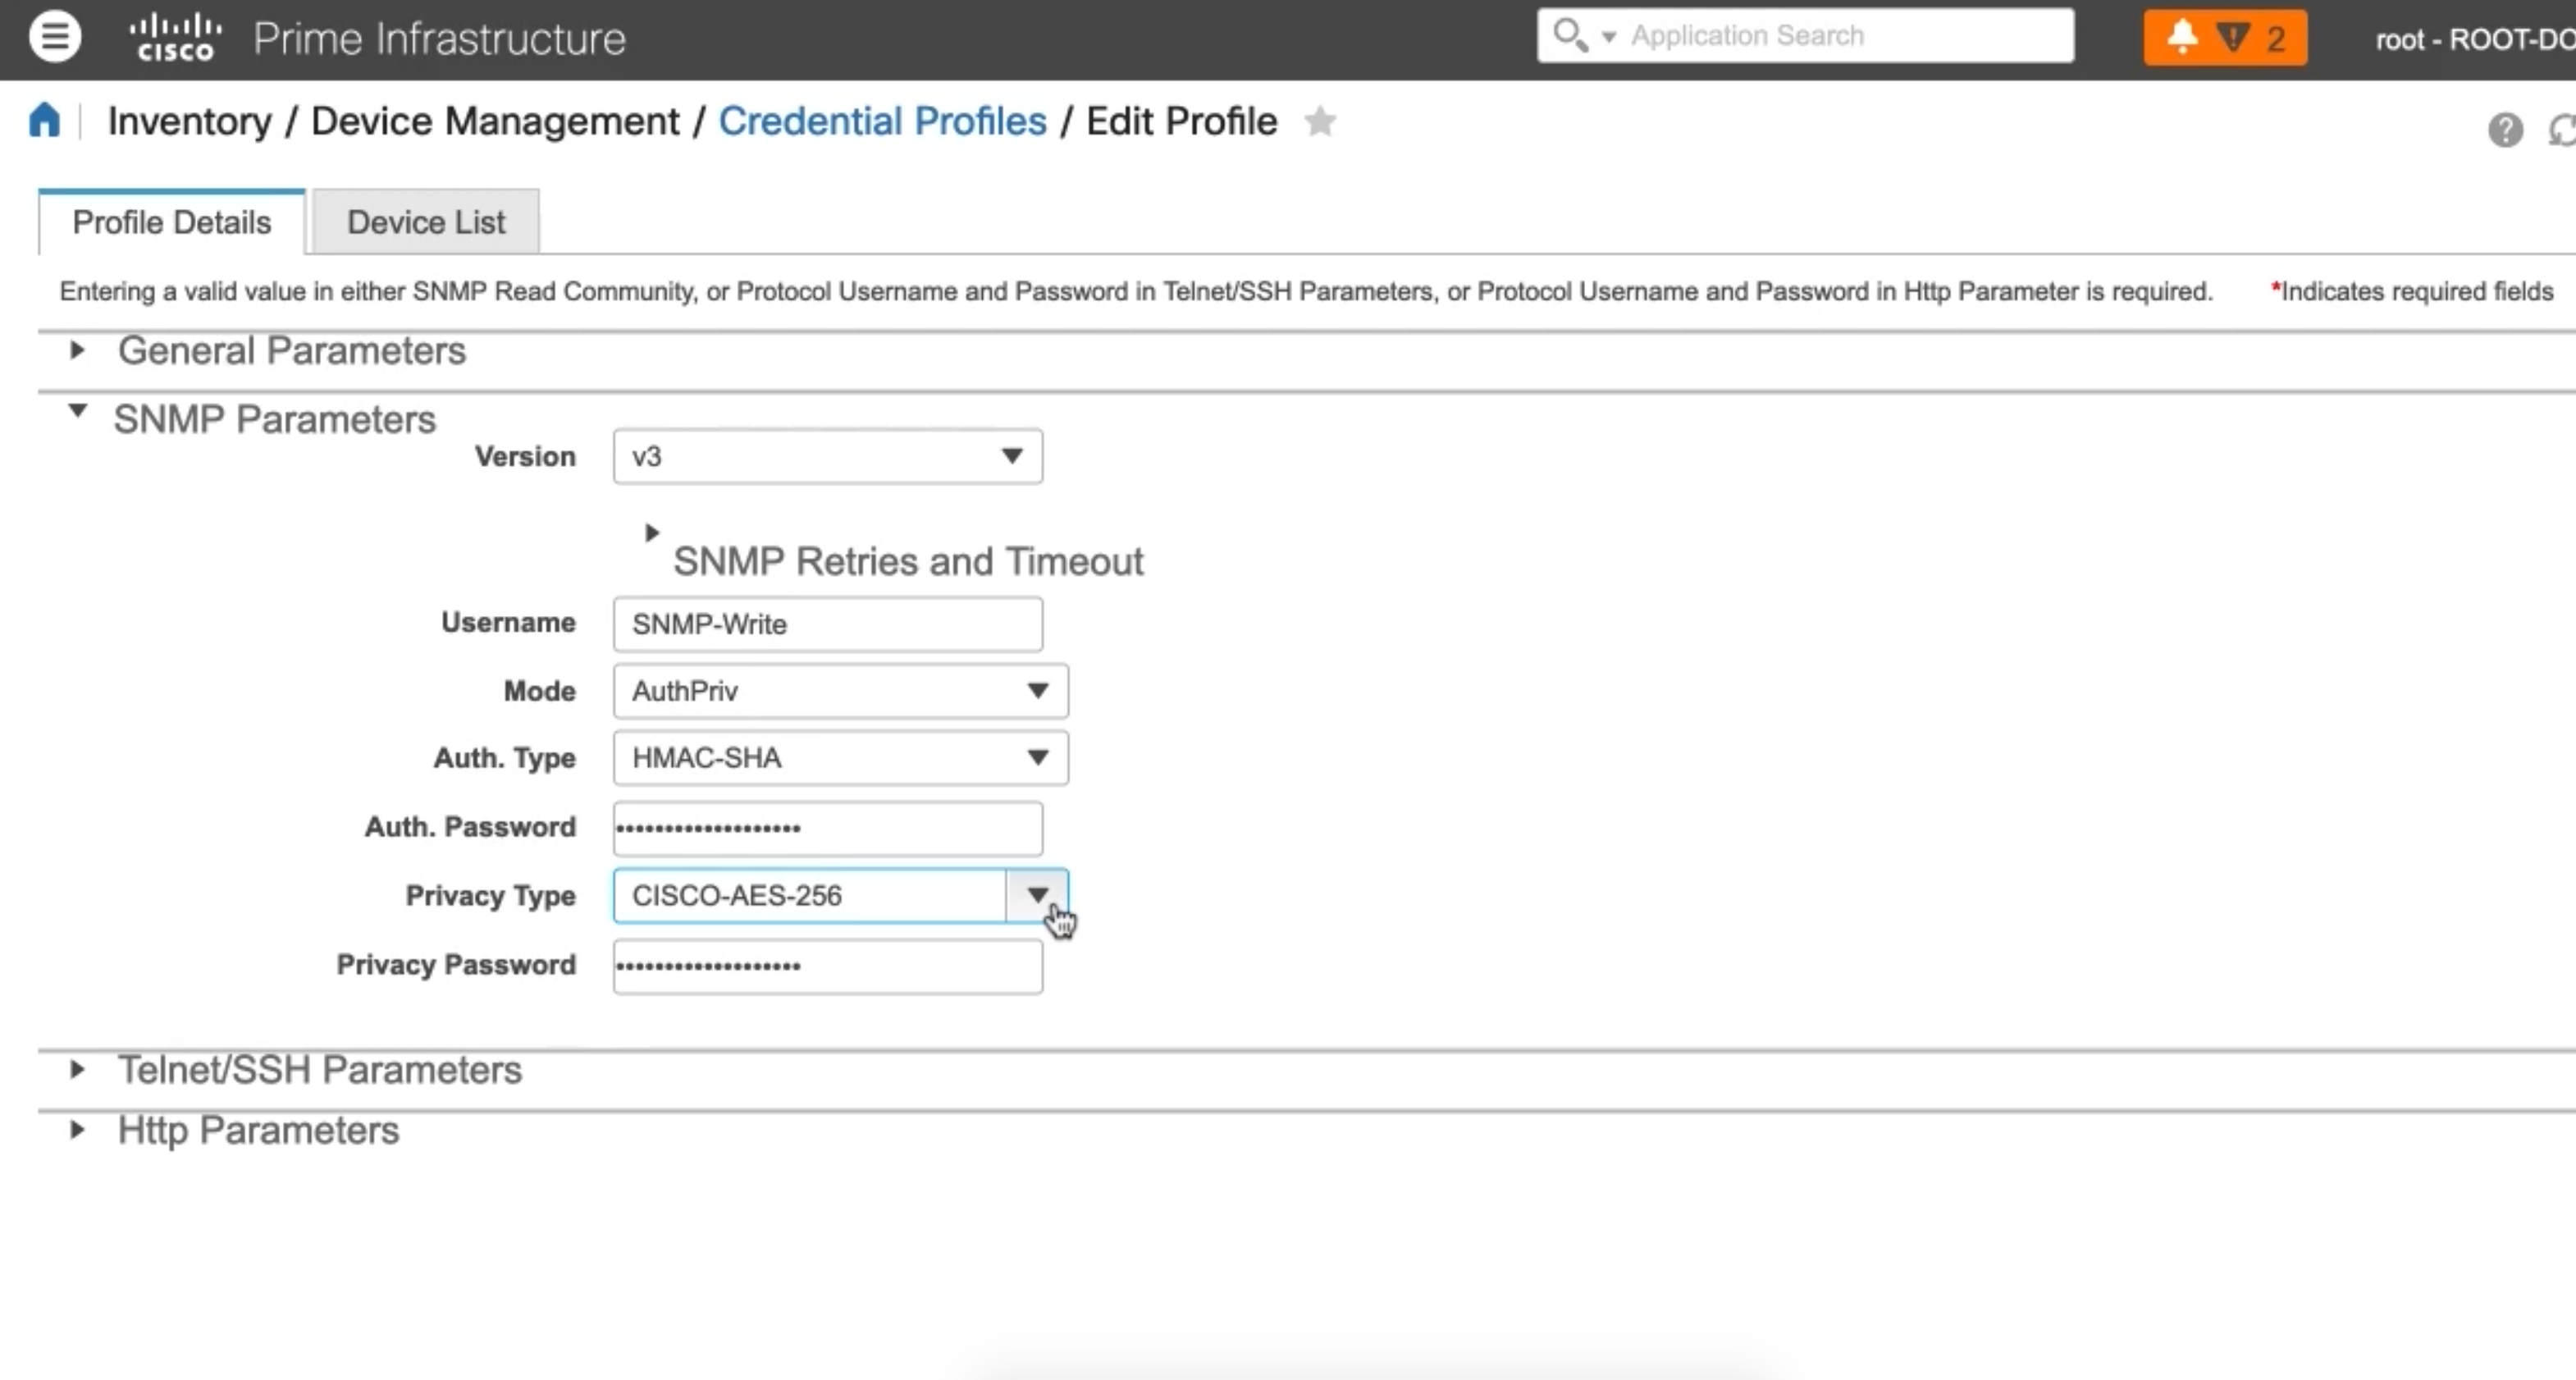 cisco Prime Infrastructure
Application Search
2
root - ROOT-DO
Inventory / Device Management / Credential Profiles / Edit Profile
Profile Details
Device List
Entering a valid value in either SNMP Read Community, or Protocol Username and Password in Telnet/SSH Parameters, or Protocol Username and Password in Http Parameter is required.
*Indicates required fields
General Parameters
SNMP Parameters
Version v3
SNMP Retries and Timeout
Username SNMP-Write
Mode AuthPriv
Auth. Type HMAC-SHA
Auth. Password •••••••••••••••••••
Privacy Type CISCO-AES-256
Privacy Password •••••••••••••••••••
Telnet/SSH Parameters
Http Parameters